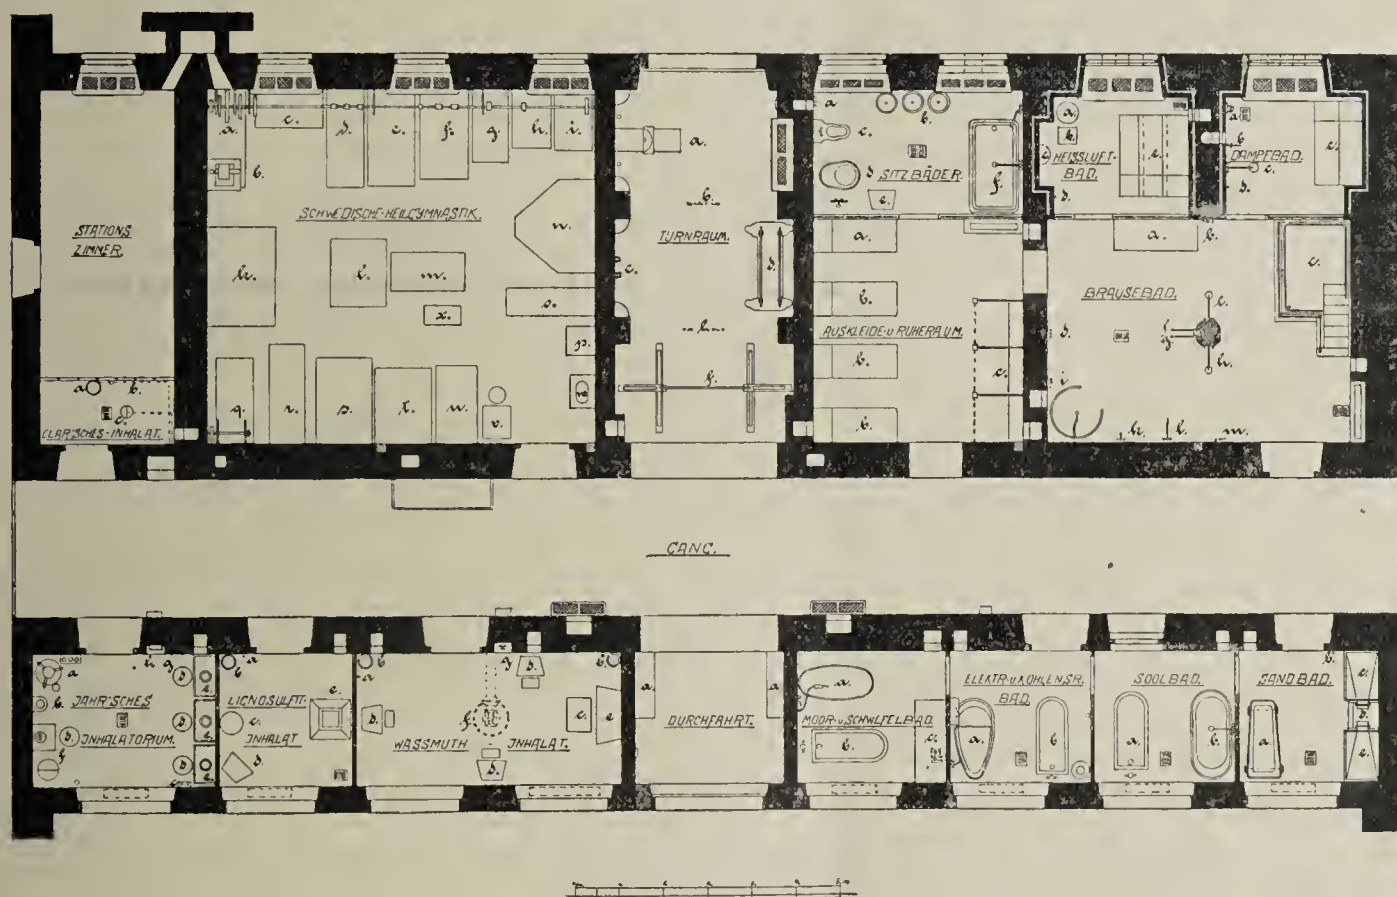 STATIONS
ZIMMER.
a
b.
c.
CLAR'SCHES-INHALAT.
SCHWEDISCHE-HEILGYMNASTIK.
a.
b.
c.
d.
e.
f.
g.
h.
i.
k.
l.
m.
n.
o.
p.
x.
q.
r.
s.
t.
u.
v.
w.
TURNRAUM.
a.
b.
c.
d.
b.
f.
SITZBÄDER.
a
b.
c.
d
e.
f.
AUSKLEIDE-U RUHERAUM.
a.
b.
b.
b.
c.
HEISSLUFT-
BAD.
a.
b.
c.
d.
e.
DAMPFBAD.
a
b
c.
d.
e.
BRAUSEBAD.
a.
b.
c.
d.
e.
f.
g.
h.
i.
k.
l.
m.
GANG.
JAHR'SCHES
INHALATORIUM.
a
b.
d
d
d
d
e.
e.
e.
f
g.
h
LIGNOSULFIT-
INHALAT
a
b
c.
d.
e.
WASSMUTH INHALAT.
a
b
b.
c.
d.
d.
d.
e
f.
g
DURCHFAHRT.
a.
a
MOOR-U SCHWEFELBAD.
a.
b.
c.
ELEKTR-U KOHLENSR.
BAD.
a.
b
SOOLBAD.
a.
b.
SANDBAD.
a.
b.
c.
d.
e.